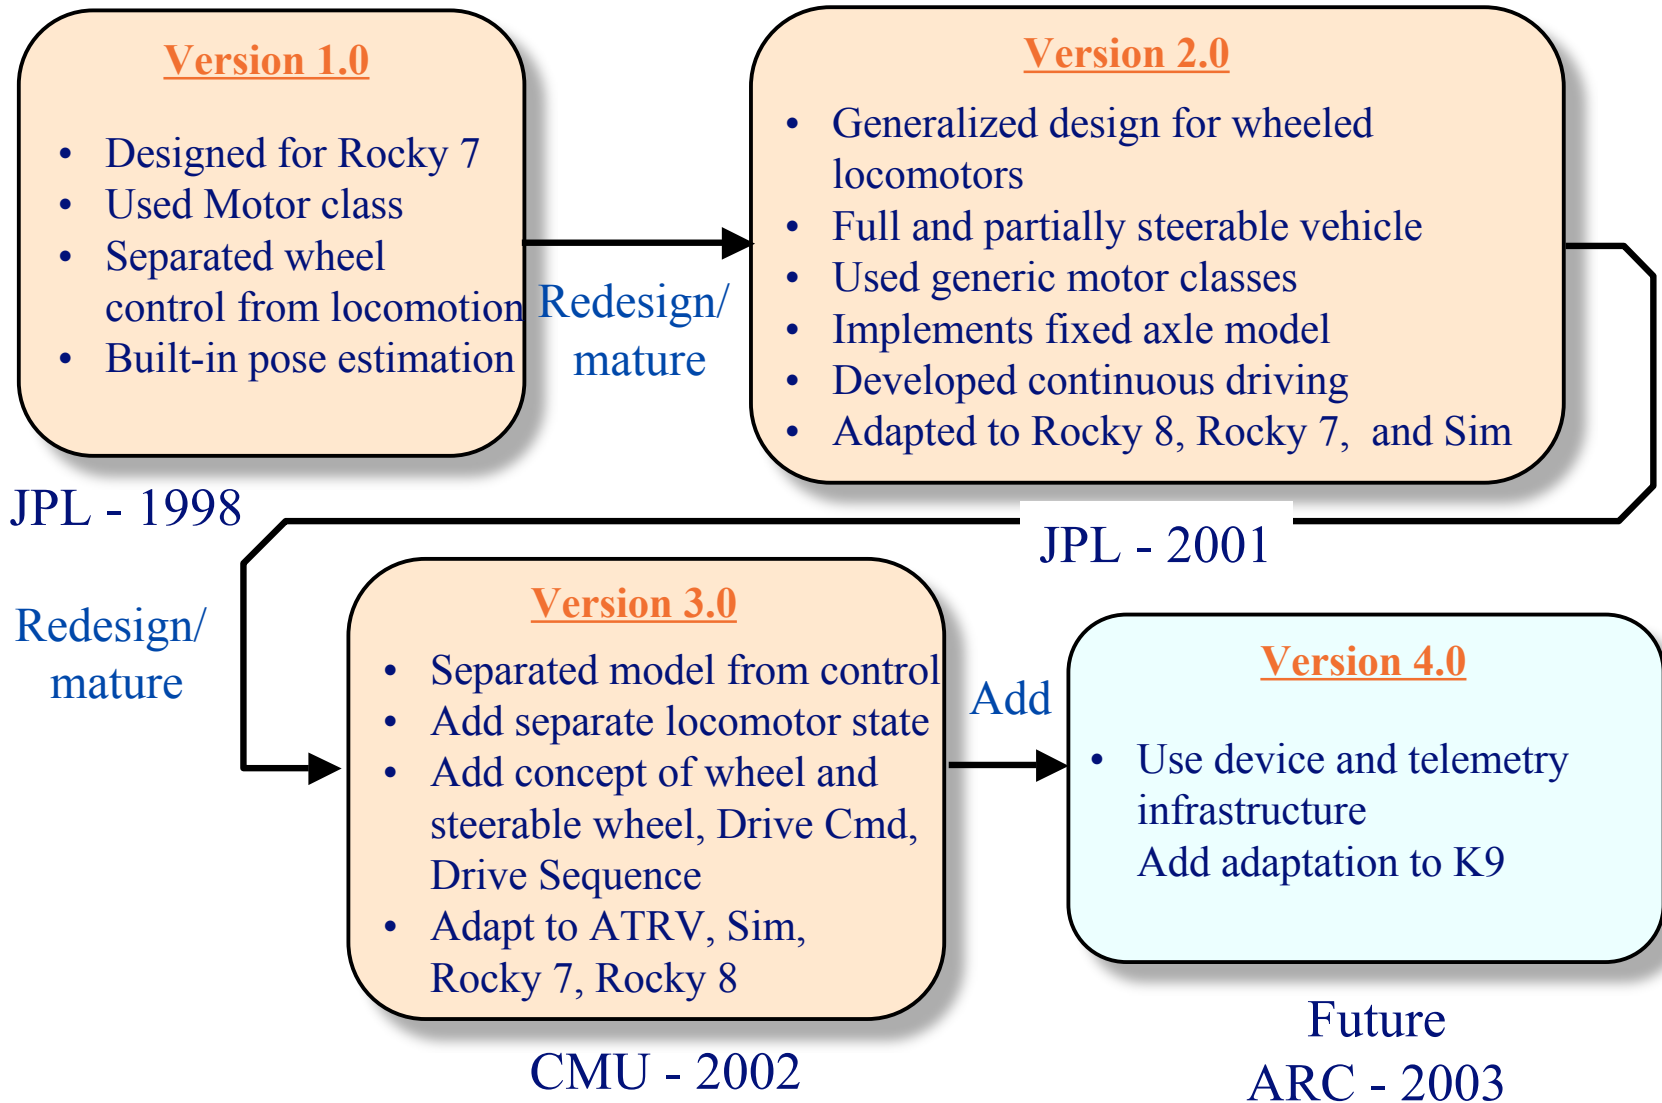 Version 1.0
• Designed for Rocky 7
• Used Motor class
• Separated wheel
control from locomotion
• Built-in pose estimation
JPL - 1998
Redesign/
mature
Version 2.0
• Generalized design for wheeled
locomotors
• Full and partially steerable vehicle
• Used generic motor classes
• Implements fixed axle model
• Developed continuous driving
• Adapted to Rocky 8, Rocky 7, and Sim
JPL - 2001
Redesign/
mature
Version 3.0
• Separated model from control
• Add separate locomotor state
• Add concept of wheel and
steerable wheel, Drive Cmd,
Drive Sequence
• Adapt to ATRV, Sim,
Rocky 7, Rocky 8
CMU - 2002
Add
Version 4.0
• Use device and telemetry
infrastructure
Add adaptation to K9
Future
ARC - 2003